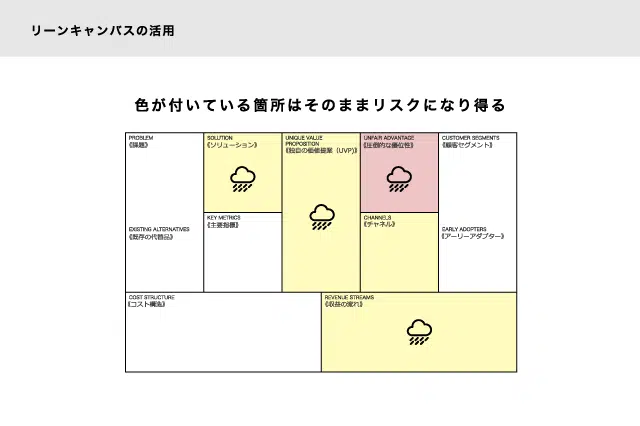 リーンキャンバスの活用
色が付いている箇所はそのままリスクになり得る
PROBLEM
《課題》
EXISTING ALTERNATIVES
《既存の代替品》
SOLUTION
《ソリューション》
KEY METRICS
《主要指標》
UNIQUE VALUE
PROPOSITION
《独自の価値提案（UVP)》
UNFAIR ADVANTAGE
《圧倒的な優位性》
CHANNELS
《チャネル》
CUSTOMER SEGMENTS
《顧客セグメント》
EARLY ADOPTERS
《アーリーアダプター》
COST STRUCTURE
《コスト構造》
REVENUE STREAMS
《収益の流れ》